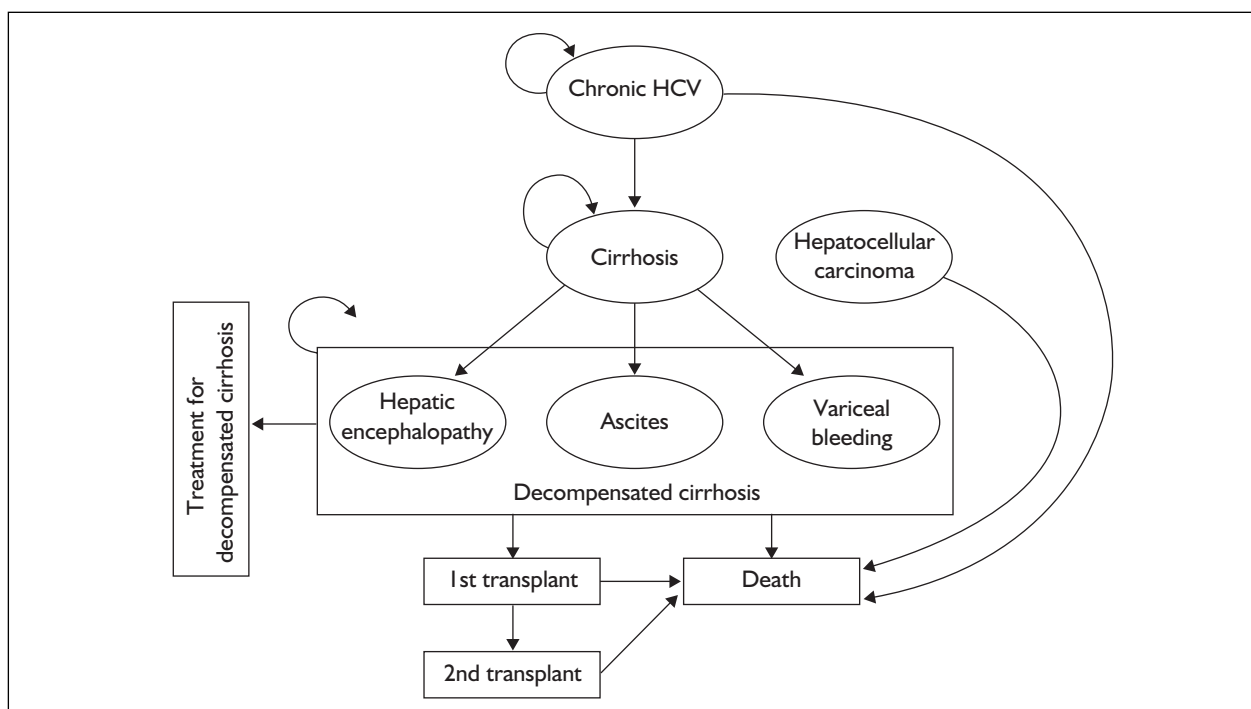 Chronic HCV
Cirrhosis
Hepatocellular
carcinoma
Treatment for
decompensated cirrhosis
Hepatic
encephalopathy
Ascites
Variceal
bleeding
Decompensated cirrhosis
1st transplant
Death
2nd transplant